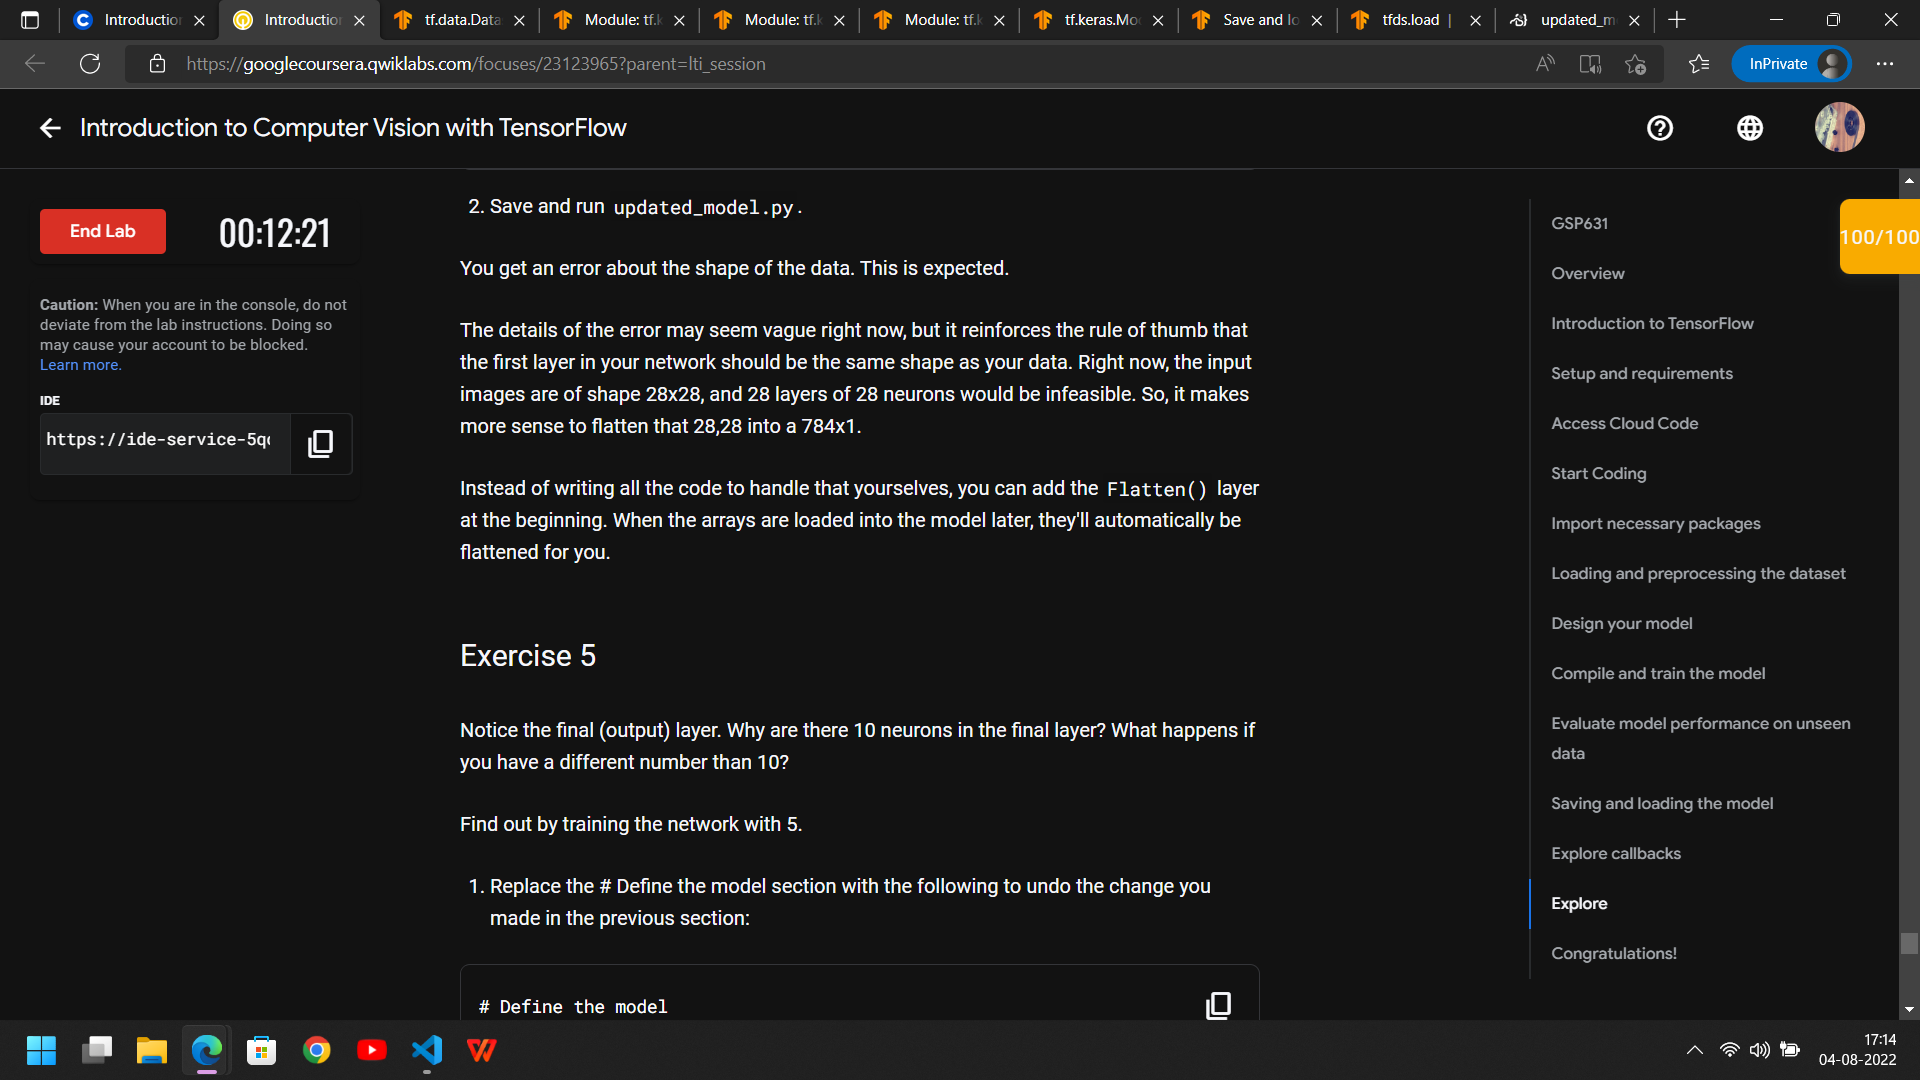 Introduction
Introduction
tf.data.Data
Module: tf.k
Module: tf.k
Module: tf.k
tf.keras.Mo
Save and lo
tfds.load |
updated_m
https://googlecoursera.qwiklabs.com/focuses/23123965?parent=lti_session
InPrivate
Introduction to Computer Vision with TensorFlow
End Lab
00:12:21
Caution: When you are in the console, do not
deviate from the lab instructions. Doing so
may cause your account to be blocked.
Learn more.
IDE
https://ide-service-5qc
2. Save and run updated_model.py.
You get an error about the shape of the data. This is expected.
The details of the error may seem vague right now, but it reinforces the rule of thumb that
the first layer in your network should be the same shape as your data. Right now, the input
images are of shape 28x28, and 28 layers of 28 neurons would be infeasible. So, it makes
more sense to flatten that 28,28 into a 784x1.
Instead of writing all the code to handle that yourselves, you can add the Flatten() layer
at the beginning. When the arrays are loaded into the model later, they'll automatically be
flattened for you.
Exercise 5
Notice the final (output) layer. Why are there 10 neurons in the final layer? What happens if
you have a different number than 10?
Find out by training the network with 5.
1. Replace the # Define the model section with the following to undo the change you
made in the previous section:
# Define the model
GSP631
Overview
Introduction to TensorFlow
Setup and requirements
Access Cloud Code
Start Coding
Import necessary packages
Loading and preprocessing the dataset
Design your model
Compile and train the model
Evaluate model performance on unseen
data
Saving and loading the model
Explore callbacks
Explore
Congratulations!
100/100
17:14
04-08-2022